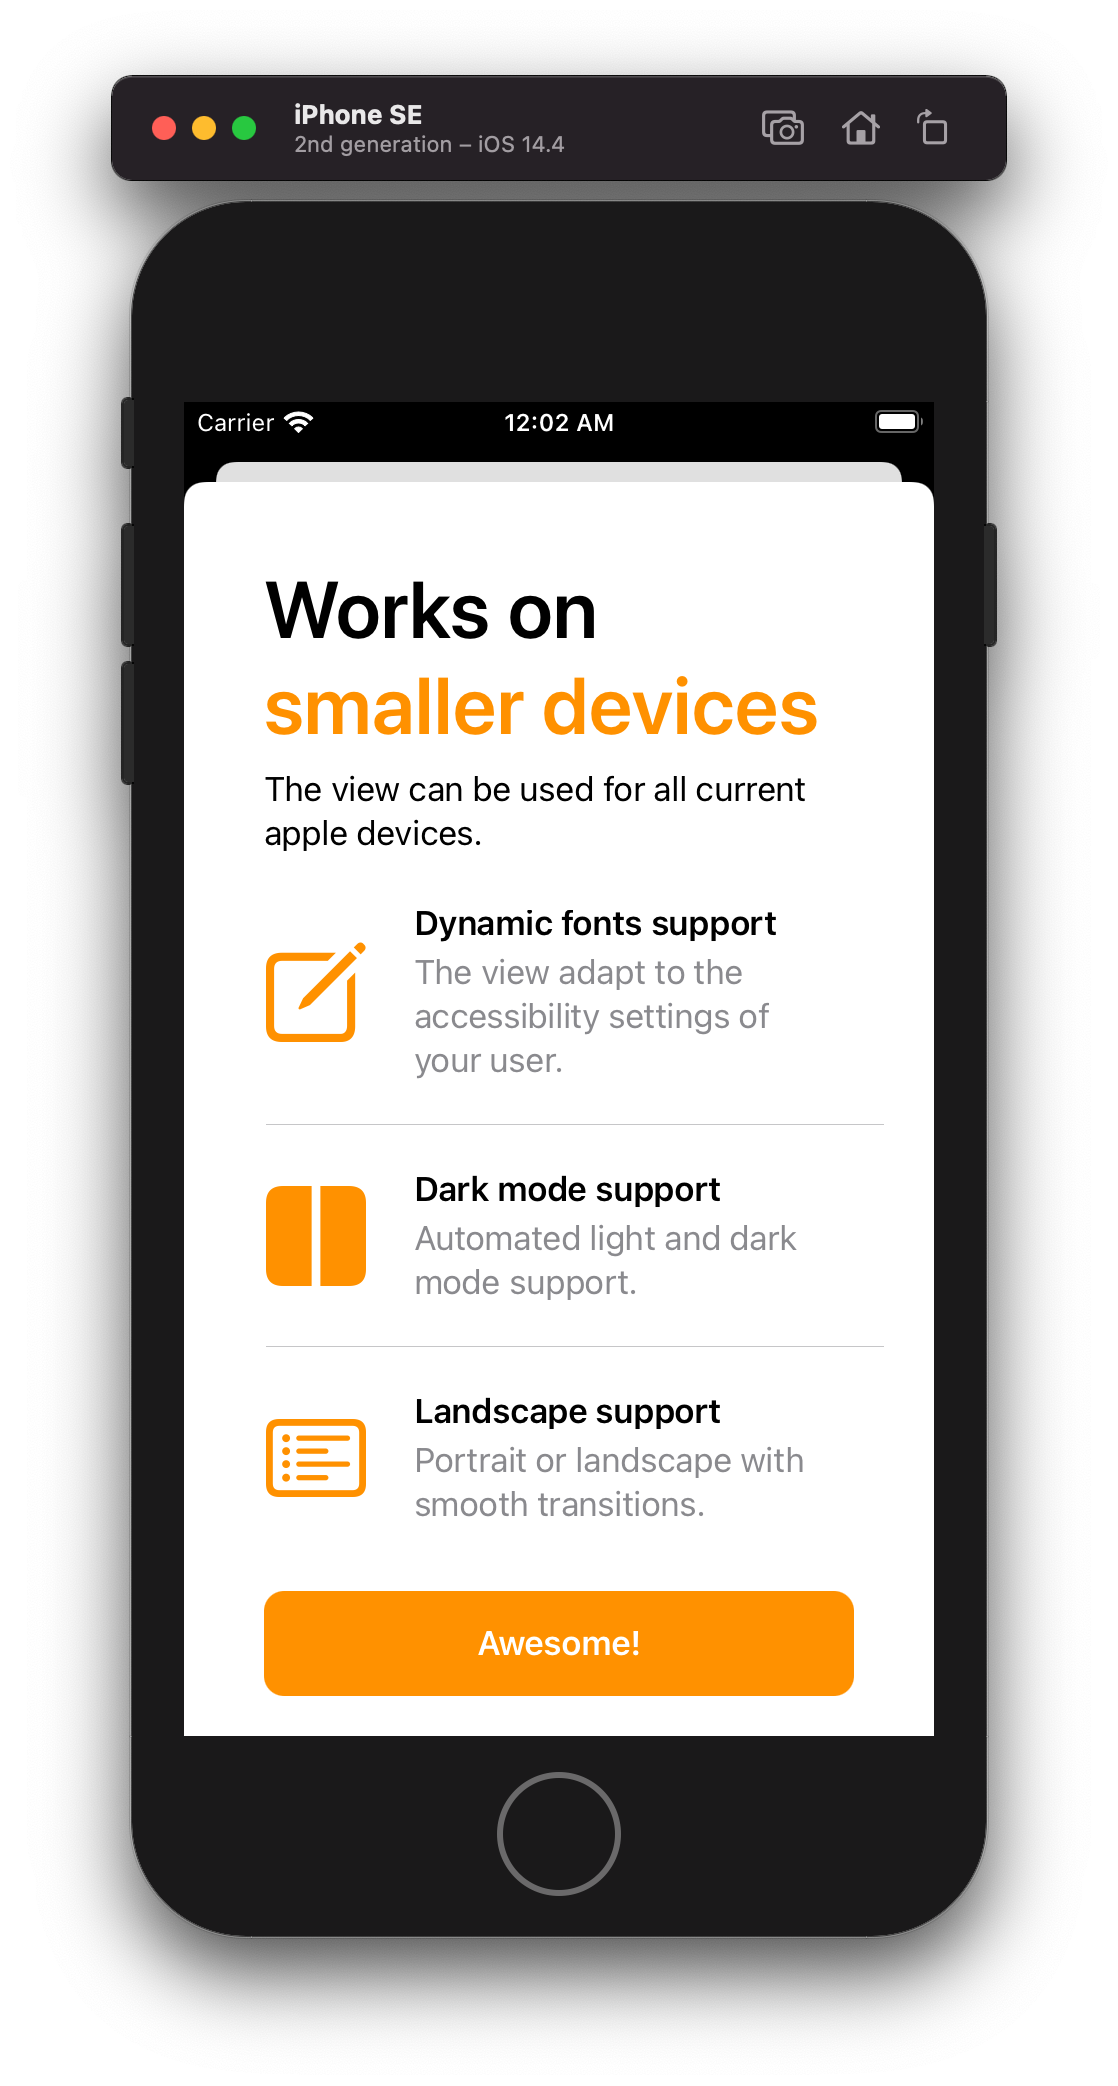 iPhone SE
2nd generation – iOS 14.4
Carrier 12:02 AM
Works on
smaller devices
The view can be used for all current
apple devices.
Dynamic fonts support
The view adapt to the
accessibility settings of
your user.
Dark mode support
Automated light and dark
mode support.
Landscape support
Portrait or landscape with
smooth transitions.
Awesome!